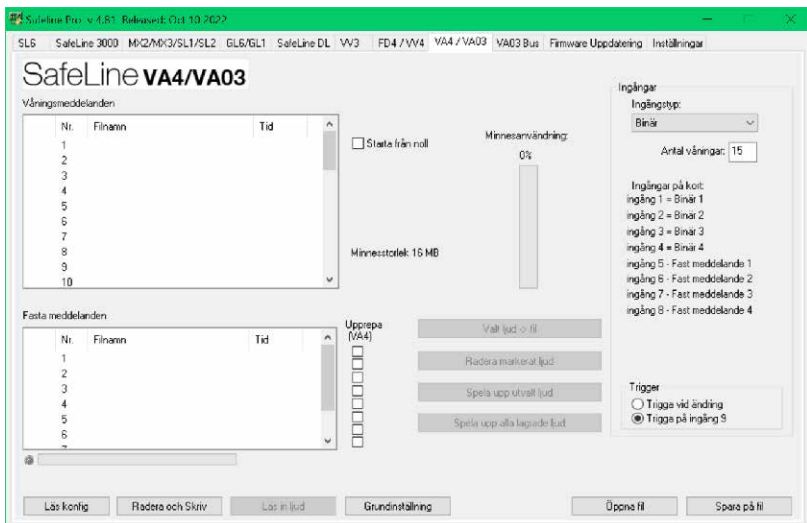 Safeline Pro v 4.81 Released: Oct 10 2022
SL6 SafeLine 3000 MX2/MX3/SL1/SL2 GL6/GL1 SafeLine DL VV3 FD4 / VV4 VA4 / VA03 VA03 Bus Firmware Uppdatering Inställningar
SafeLine VA4/VA03
Våningsmeddelanden
Nr. Filnamn Tid
1
2
3
4
5
6
7
8
9
10
Starta från noll
Minnesanvändning:
0%
Minnesstorlek: 16 MB
Ingångar
Ingångstyp:
Binär
Antal våningar: 15
Ingångar på kort:
ingång 1 = Binär 1
ingång 2 = Binär 2
ingång 3 = Binär 3
ingång 4 = Binär 4
ingång 5 - Fast meddelande 1
ingång 6 - Fast meddelande 2
ingång 7 - Fast meddelande 3
ingång 8 - Fast meddelande 4
Fasta meddelanden
Nr. Filnamn Tid
1
2
3
4
5
6
Upprepa
(VA4)
Valt ljud -> fil
Radera markerat ljud
Spela upp utvalt ljud
Spela upp alla lagrade ljud
Trigger
Trigga vid ändring
Trigga på ingång 9
Läs konfig Radera och Skriv Läs in ljud Grundinställning Öppna fil Spara på fil